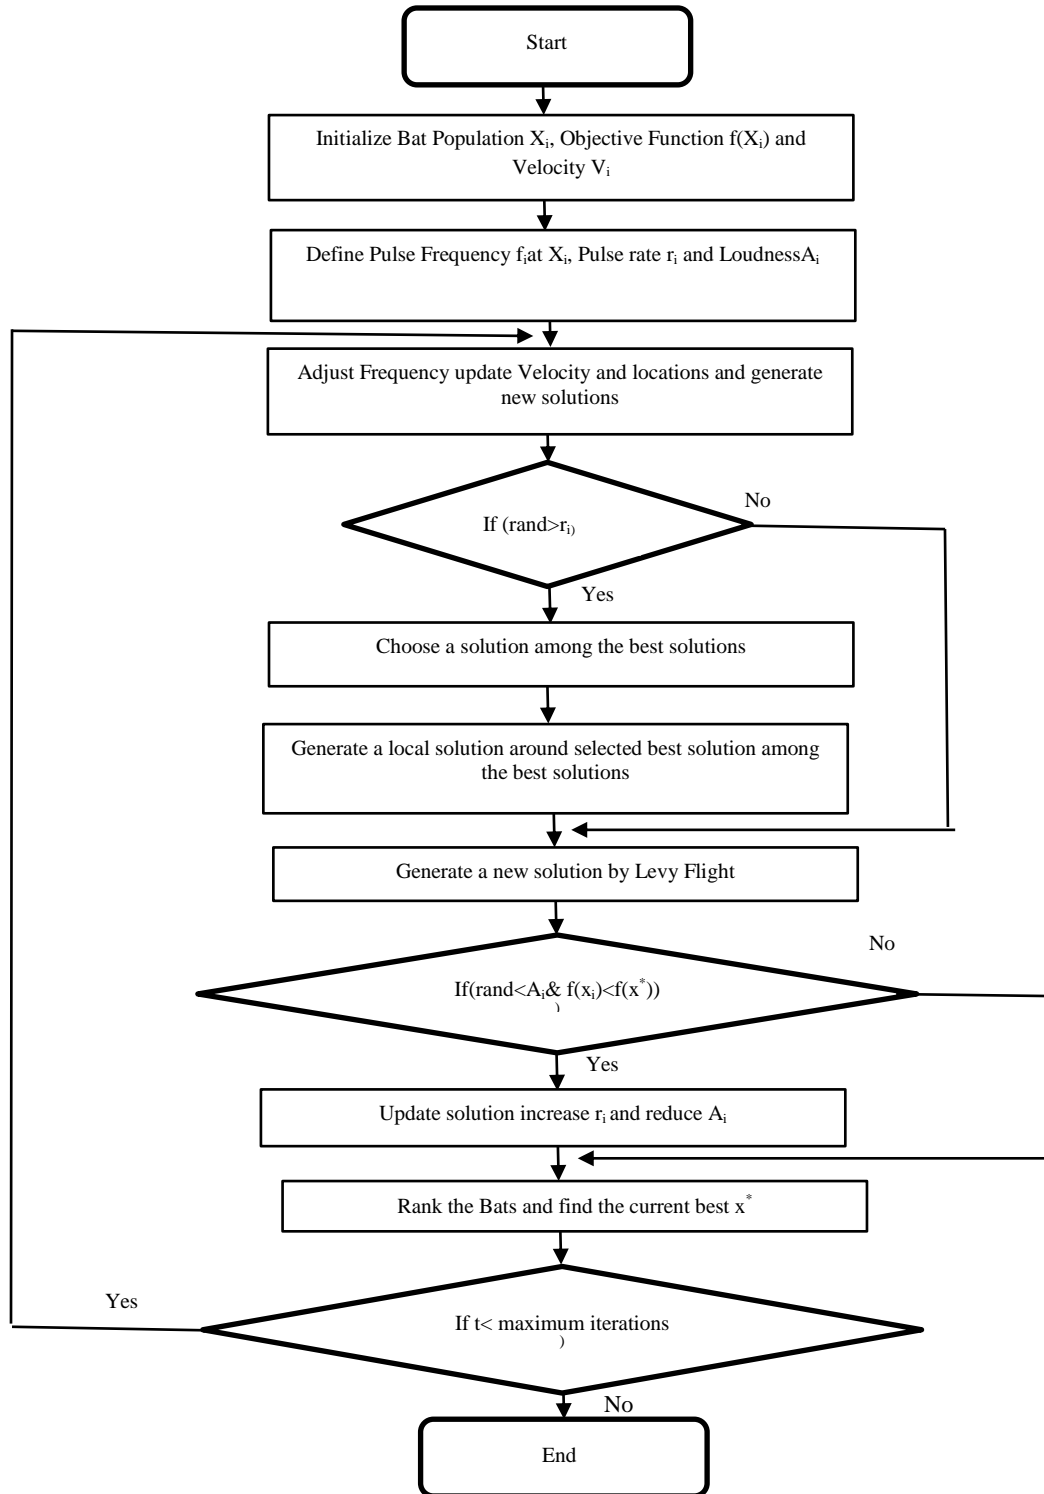 Start
Initialize Bat Population Xᵢ, Objective Function f(Xᵢ) and
Velocity Vᵢ
Define Pulse Frequency fᵢat Xᵢ, Pulse rate rᵢ and LoudnessAᵢ
Adjust Frequency update Velocity and locations and generate
new solutions
No
If (rand>rᵢ₎
Yes
Choose a solution among the best solutions
Generate a local solution around selected best solution among
the best solutions
Generate a new solution by Levy Flight
No
If(rand<Aᵢ& f(xᵢ)<f(x*))
)
Yes
Update solution increase rᵢ and reduce Aᵢ
Rank the Bats and find the current best x*
Yes
If t< maximum iterations
)
No
End